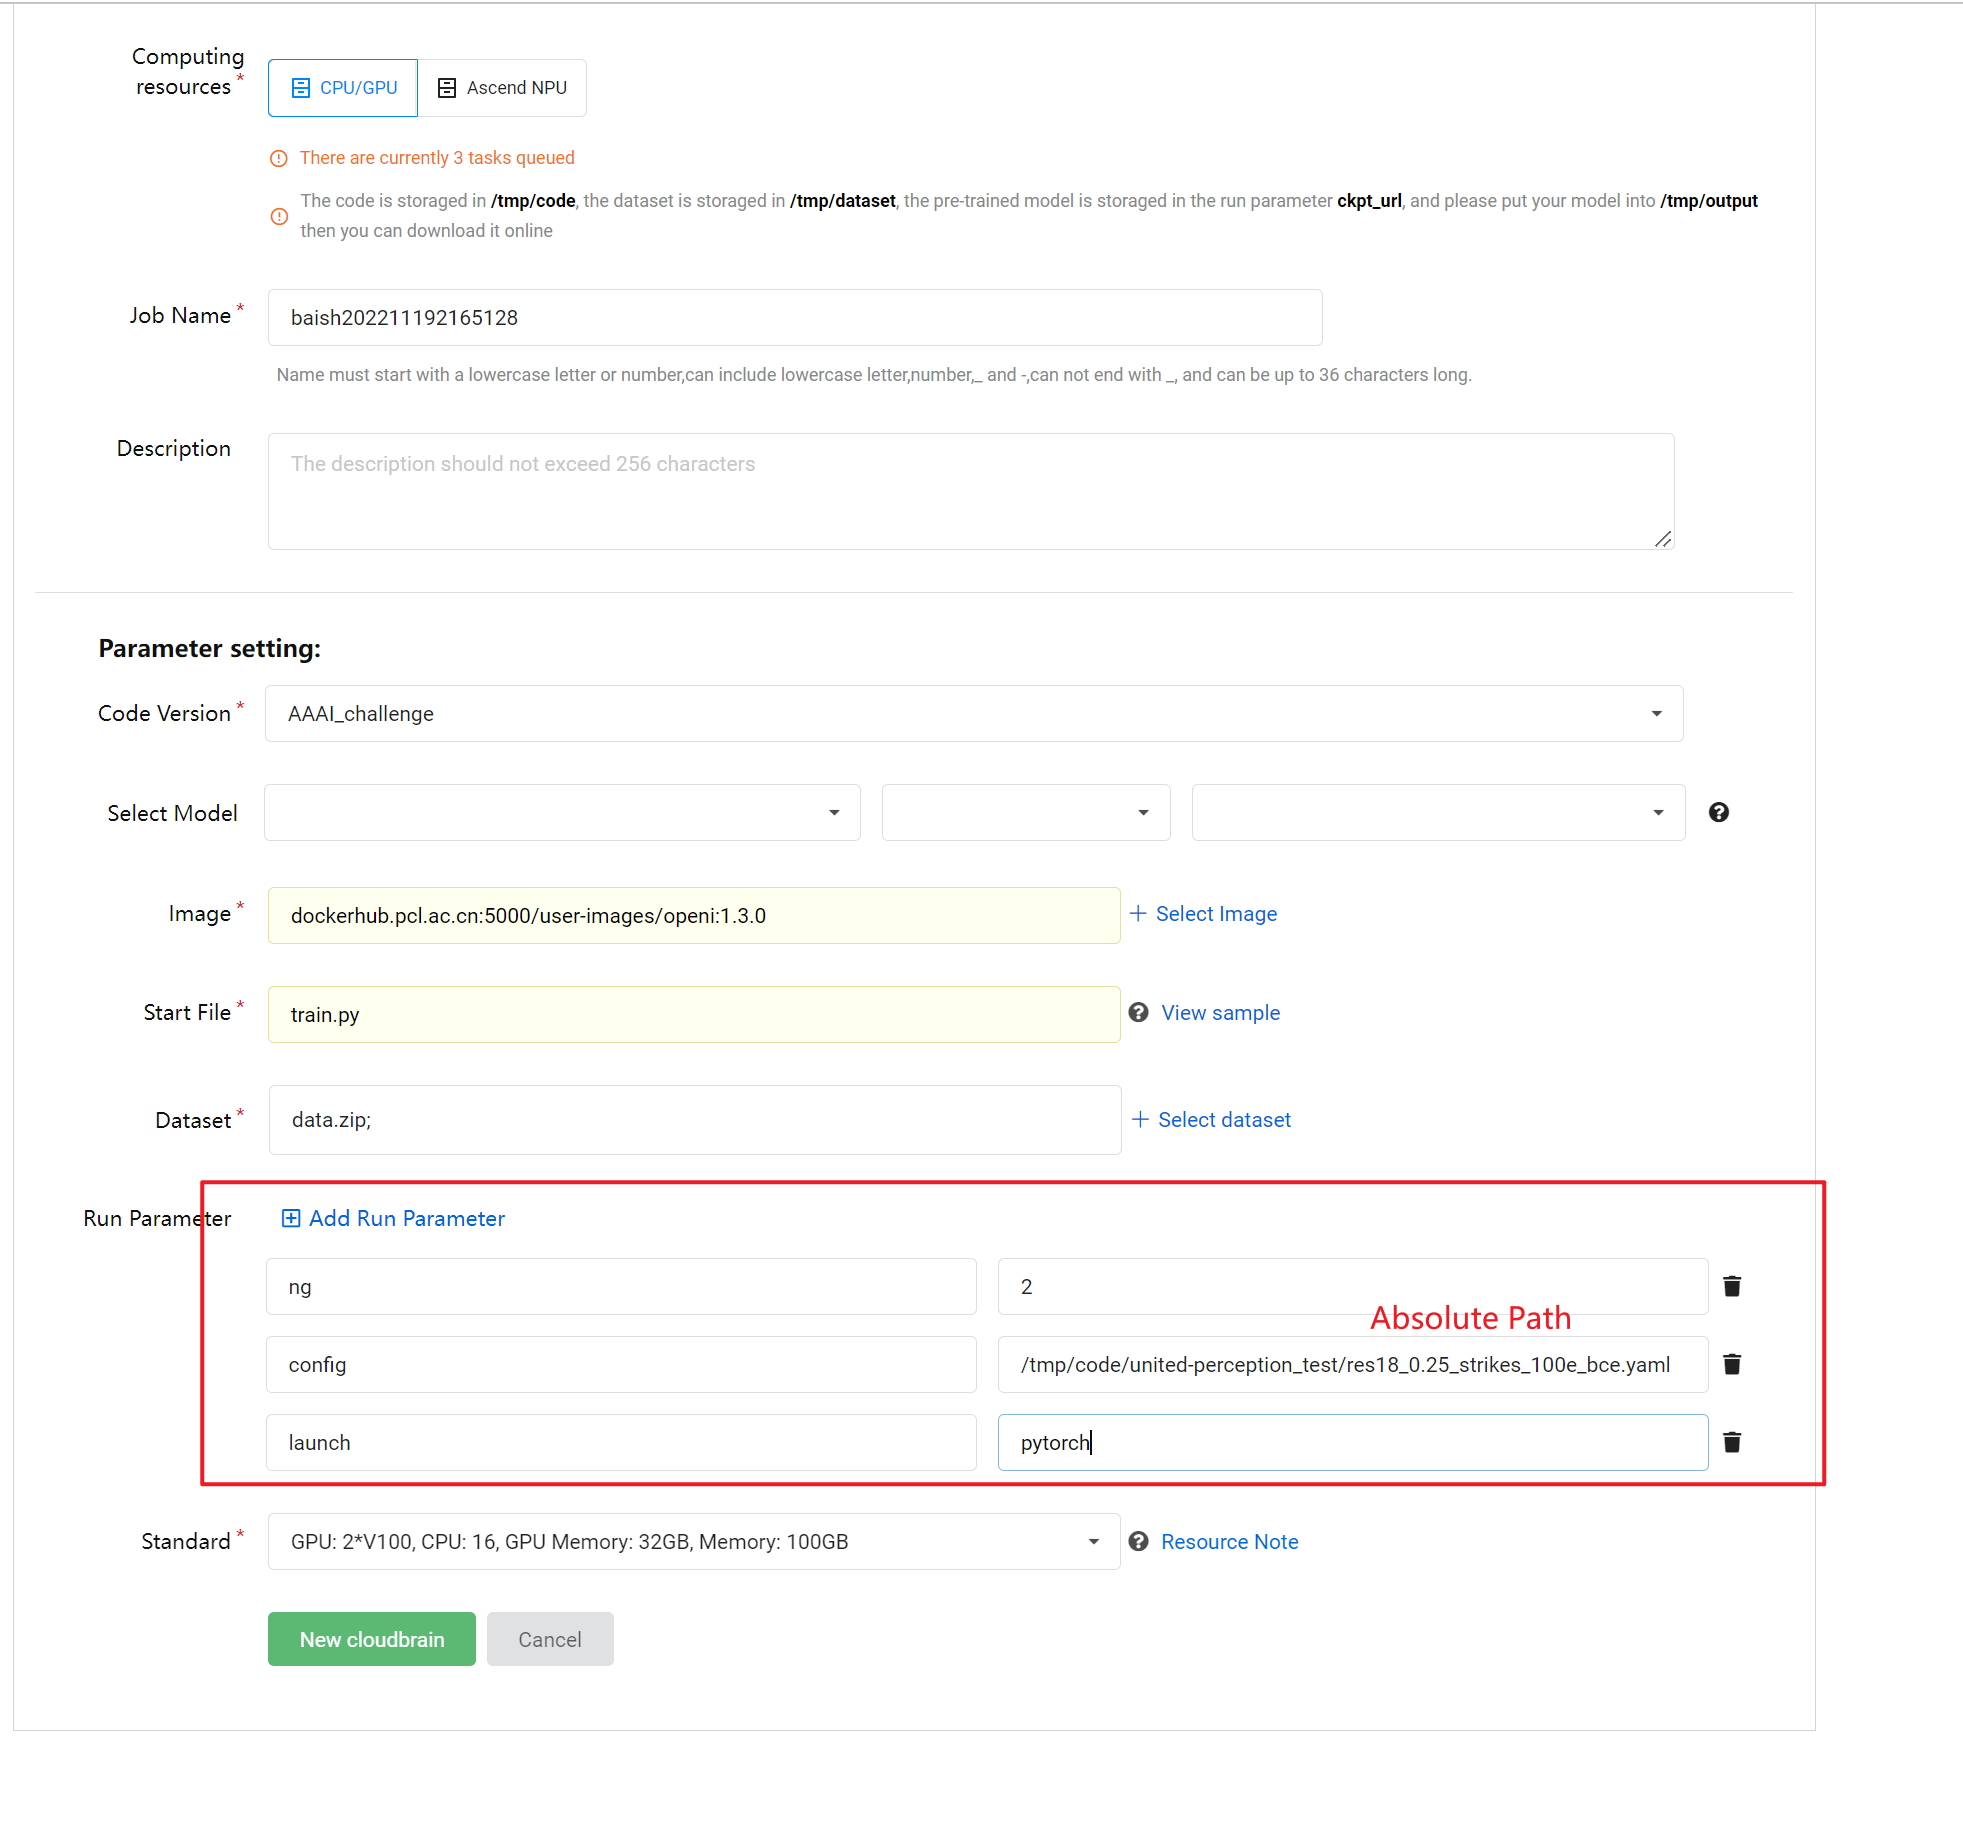 Computing
resources *
CPU/GPU
Ascend NPU
There are currently 3 tasks queued
The code is storaged in /tmp/code, the dataset is storaged in /tmp/dataset, the pre-trained model is storaged in the run parameter ckpt_url, and please put your model into /tmp/output
then you can download it online
Job Name *
baish202211192165128
Name must start with a lowercase letter or number,can include lowercase letter,number,_ and -,can not end with _, and can be up to 36 characters long.
Description
The description should not exceed 256 characters
Parameter setting:
Code Version *
AAAI_challenge
Select Model
Image *
dockerhub.pcl.ac.cn:5000/user-images/openi:1.3.0
Select Image
Start File *
train.py
View sample
Dataset *
data.zip;
Select dataset
Run Parameter
Add Run Parameter
ng
2
Absolute Path
config
/tmp/code/united-perception_test/res18_0.25_strikes_100e_bce.yaml
launch
pytorch
Standard *
GPU: 2*V100, CPU: 16, GPU Memory: 32GB, Memory: 100GB
Resource Note
New cloudbrain
Cancel